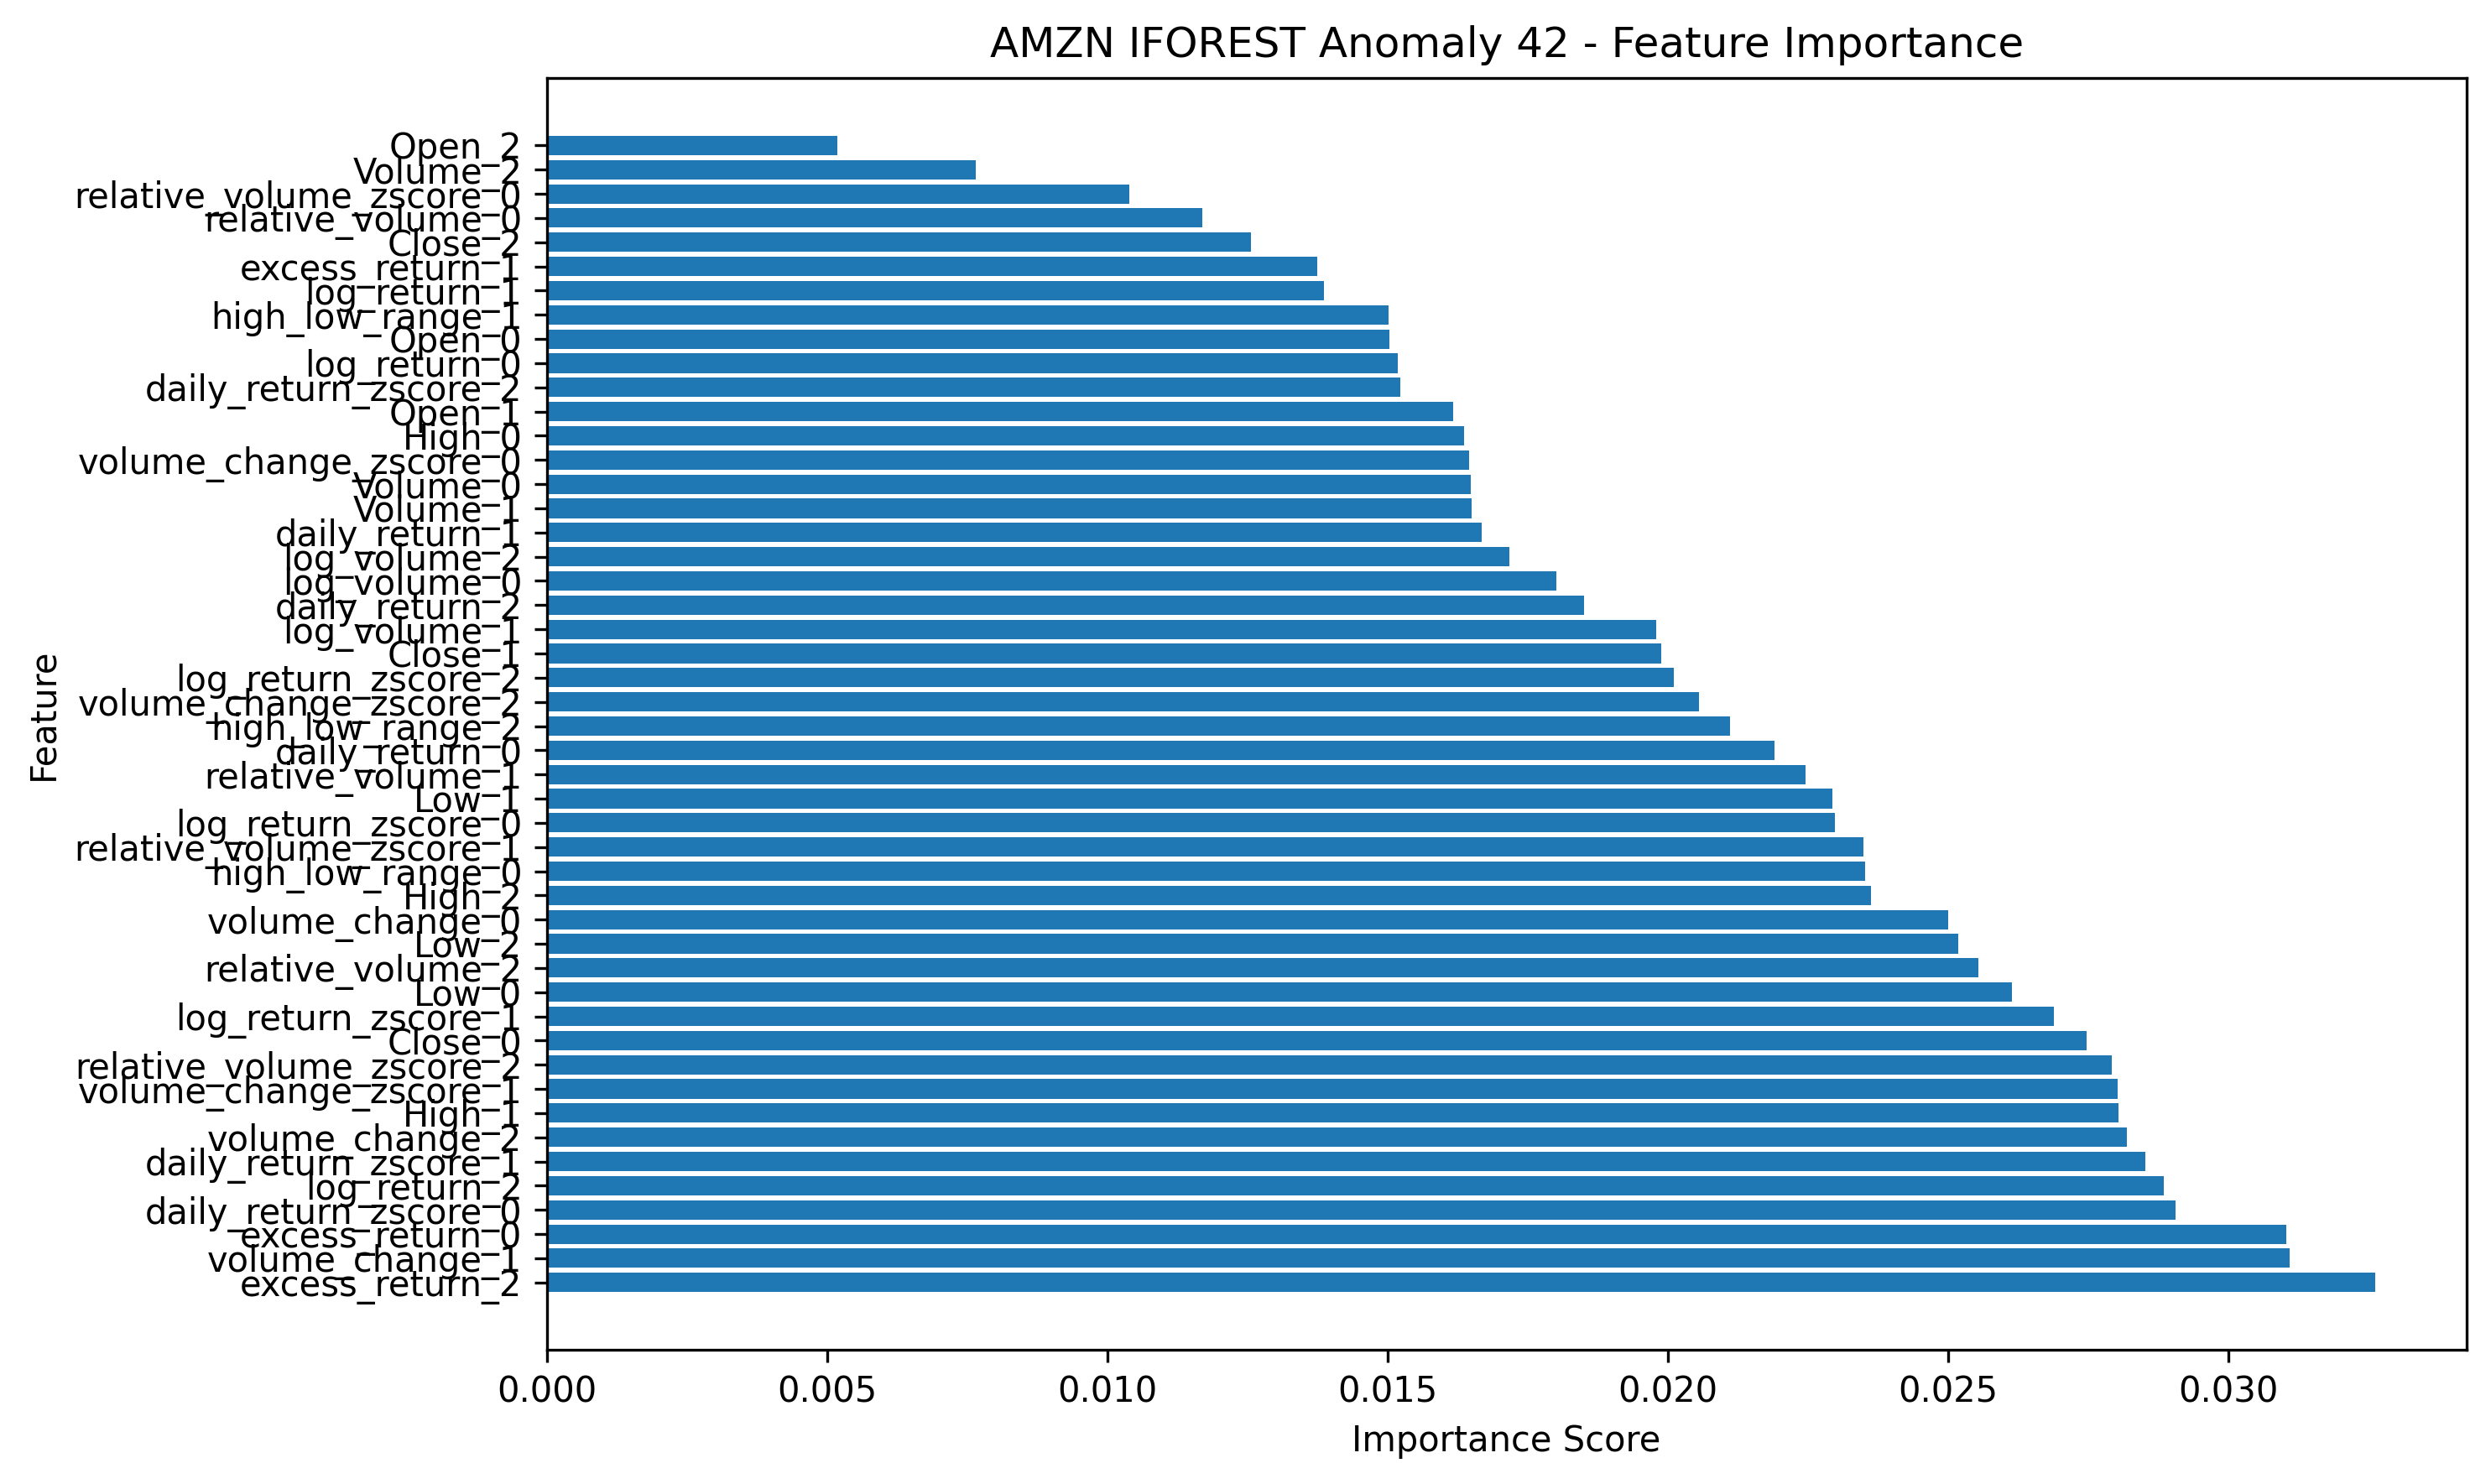 AMZN IFOREST Anomaly 42 - Feature Importance
Open_2
Volume_2
relative_volume_zscore_0
relative_volume_0
Close_2
excess_return_1
log_return_1
high_low_range_1
Open_0
log_return_0
daily_return_zscore_2
Open_1
High_0
volume_change_zscore_0
Volume_0
Volume_1
daily_return_1
log_volume_2
log_volume_0
daily_return_2
log_volume_1
Close_1
log_return_zscore_2
volume_change_zscore_2
high_low_range_2
daily_return_0
relative_volume_1
Low_1
log_return_zscore_0
relative_volume_zscore_1
high_low_range_0
High_2
volume_change_0
Low_2
relative_volume_2
Low_0
log_return_zscore_1
Close_0
relative_volume_zscore_2
volume_change_zscore_1
High_1
volume_change_2
daily_return_zscore_1
log_return_2
daily_return_zscore_0
excess_return_0
volume_change_1
excess_return_2
Feature
0.000 0.005 0.010 0.015 0.020 0.025 0.030
Importance Score